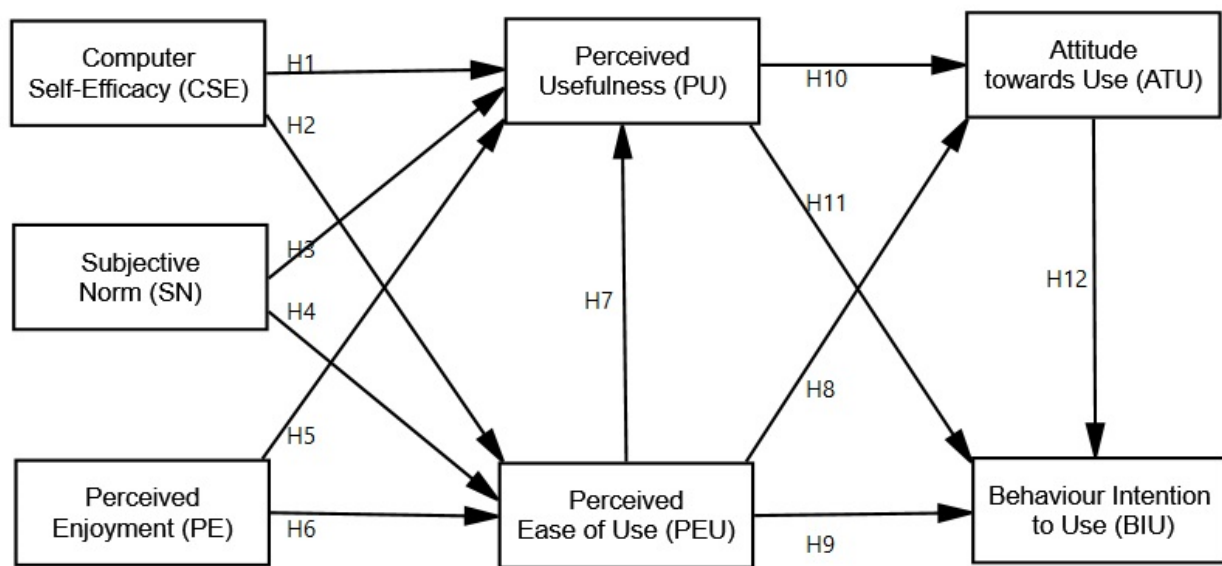 Computer
Self-Efficacy (CSE)
H1
H2
Perceived
Usefulness (PU)
H10
Attitude
towards Use (ATU)
Subjective
Norm (SN)
H3
H4
H7
H11
H12
H8
Perceived
Enjoyment (PE)
H5
H6
Perceived
Ease of Use (PEU)
H9
Behaviour Intention
to Use (BIU)